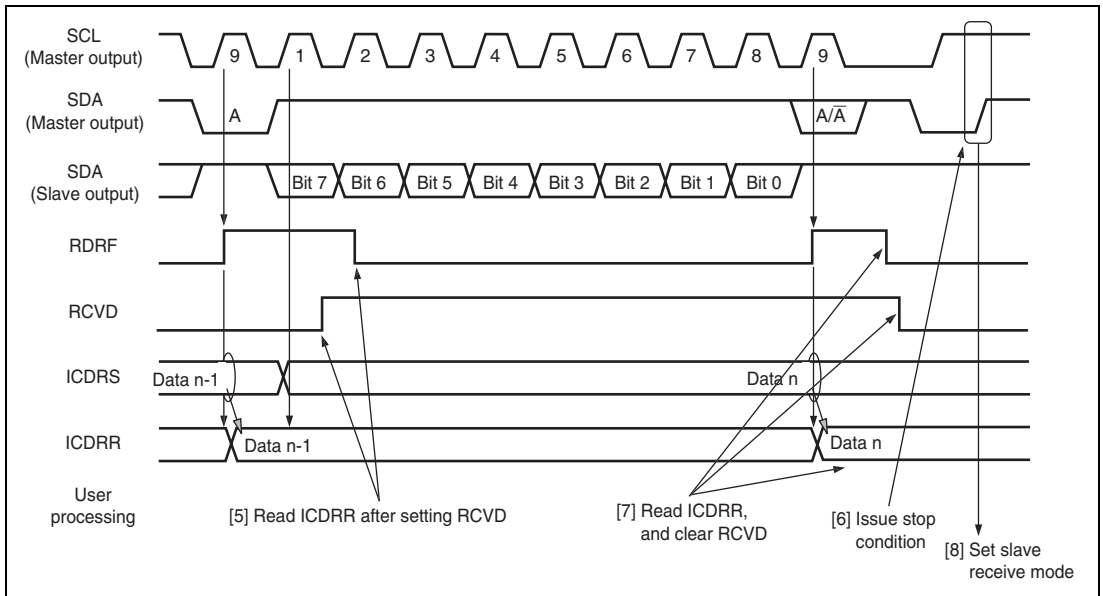 SCL
(Master output)
9 1 2 3 4 5 6 7 8 9
SDA
(Master output)
A A/A̅
SDA
(Slave output)
Bit 7 Bit 6 Bit 5 Bit 4 Bit 3 Bit 2 Bit 1 Bit 0
RDRF
RCVD
ICDRS
Data n-1 Data n
ICDRR
Data n-1 Data n
User
processing
[5] Read ICDRR after setting RCVD
[7] Read ICDRR,
and clear RCVD
[6] Issue stop
condition
[8] Set slave
receive mode